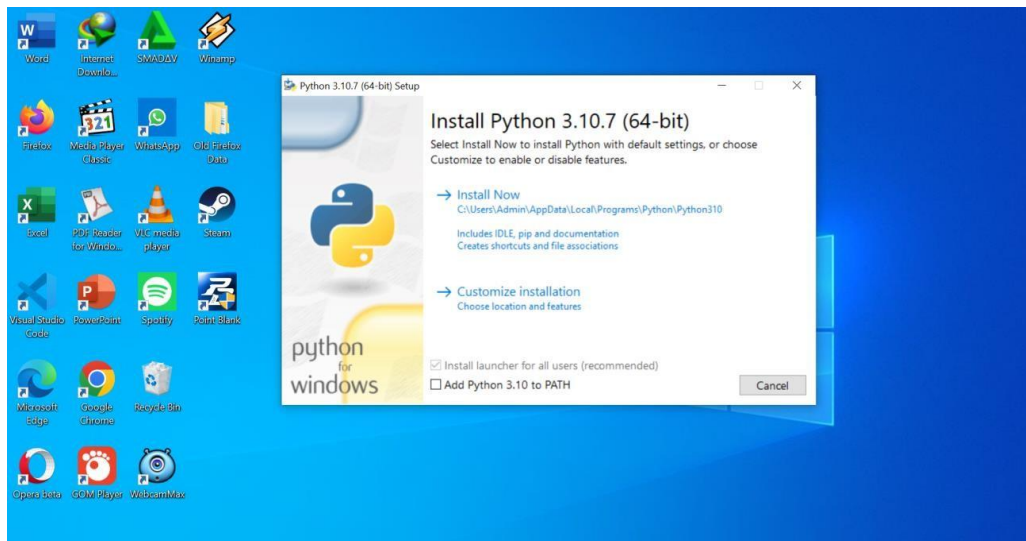 Word
Internet
Downlo...
SMADΔV
Winamp
Firefox
321
Media Player
Classic
WhatsApp
Old Firefox
Data
Excel
PDF Reader
for Windo...
VLC media
player
Steam
Visual Studio
Code
PowerPoint
Spotify
Point Blank
Microsoft
Edge
Google
Chrome
Recycle Bin
Opera beta
GOM Player
WebcamMax
Python 3.10.7 (64-bit) Setup
Install Python 3.10.7 (64-bit)
Select Install Now to install Python with default settings, or choose
Customize to enable or disable features.
Install Now
C:\Users\Admin\AppData\Local\Programs\Python\Python310
Includes IDLE, pip and documentation
Creates shortcuts and file associations
Customize installation
Choose location and features
python
for
windows
Install launcher for all users (recommended)
Add Python 3.10 to PATH
Cancel